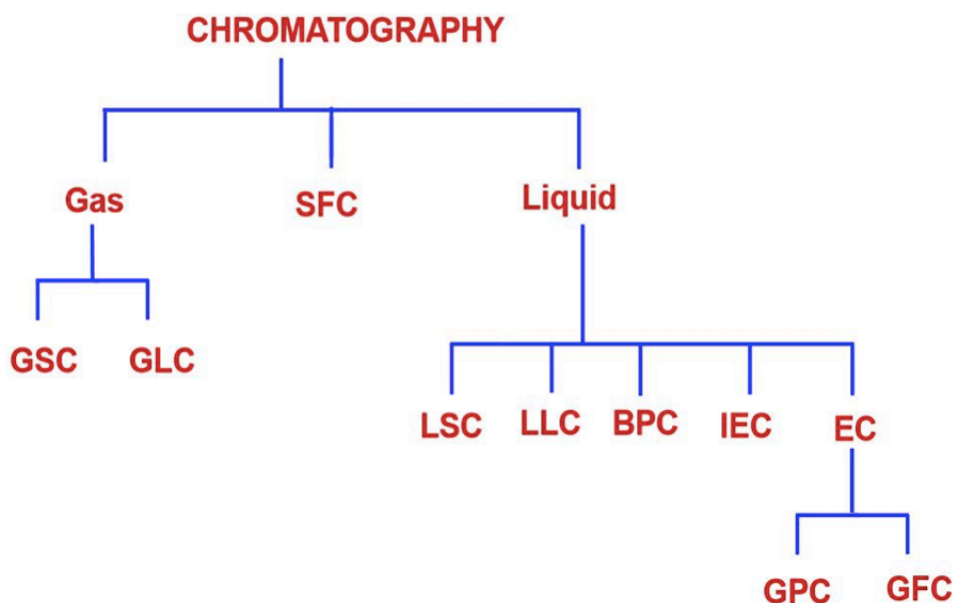 CHROMATOGRAPHY
Gas SFC Liquid
GSC GLC
LSC LLC BPC IEC EC
GPC GFC